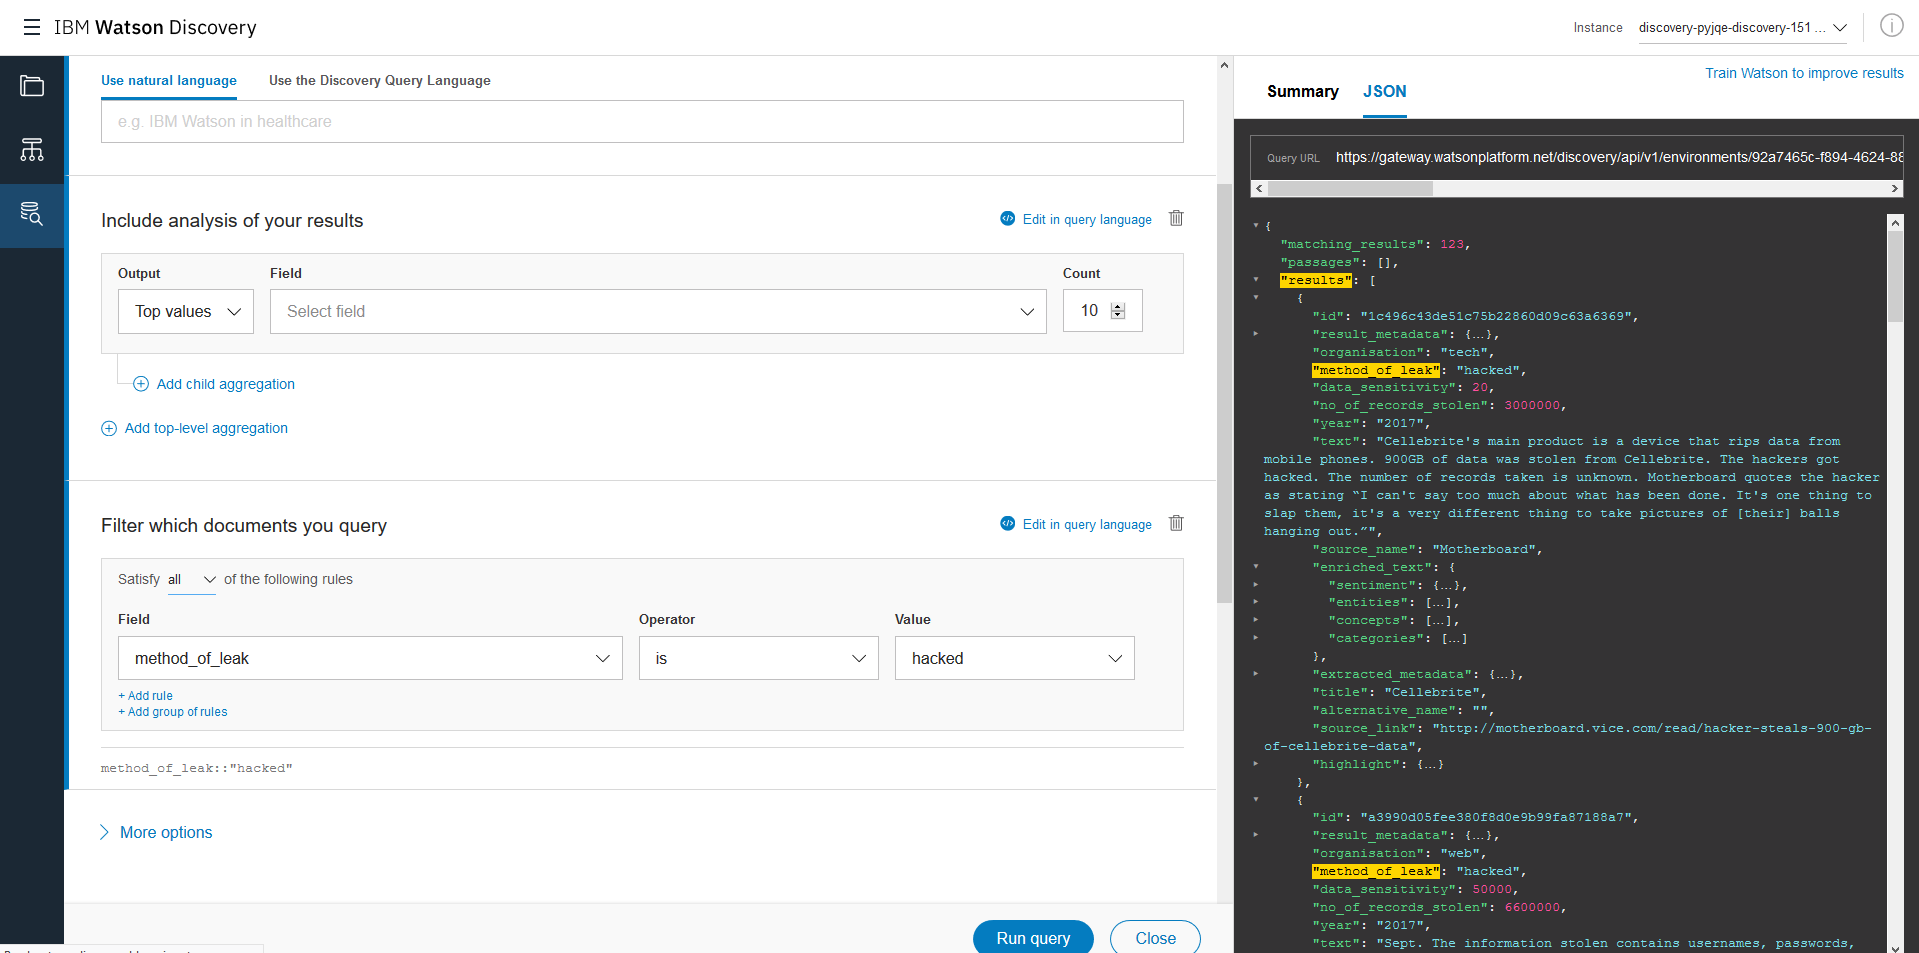 IBM Watson Discovery
Instance discovery-pyjqe-discovery-151 ...
Use natural language Use the Discovery Query Language
e.g. IBM Watson in healthcare
Include analysis of your results Edit in query language
Output Field Count
Top values Select field 10
Add child aggregation
Add top-level aggregation
Filter which documents you query Edit in query language
Satisfy all of the following rules
Field Operator Value
method_of_leak is hacked
+ Add rule
+ Add group of rules
method_of_leak::"hacked"
More options
Run query Close
Train Watson to improve results
Summary JSON
Query URL https://gateway.watsonplatform.net/discovery/api/v1/environments/92a7465c-f894-4624-88
{
"matching_results": 123,
"passages": [],
"results": [
{
"id": "1c496c43de51c75b22860d09c63a6369",
"result_metadata": {...},
"organisation": "tech",
"method_of_leak": "hacked",
"data_sensitivity": 20,
"no_of_records_stolen": 3000000,
"year": "2017",
"text": "Cellebrite's main product is a device that rips data from
mobile phones. 900GB of data was stolen from Cellebrite. The hackers got
hacked. The number of records taken is unknown. Motherboard quotes the hacker
as stating “I can't say too much about what has been done. It's one thing to
slap them, it's a very different thing to take pictures of [their] balls
hanging out.”",
"source_name": "Motherboard",
"enriched_text": {
"sentiment": {...},
"entities": [...],
"concepts": [...],
"categories": [...]
},
"extracted_metadata": {...},
"title": "Cellebrite",
"alternative_name": "",
"source_link": "http://motherboard.vice.com/read/hacker-steals-900-gb-
of-cellebrite-data",
"highlight": {...}
},
{
"id": "a3990d05fee380f8d0e9b99fa87188a7",
"result_metadata": {...},
"organisation": "web",
"method_of_leak": "hacked",
"data_sensitivity": 50000,
"no_of_records_stolen": 6600000,
"year": "2017",
"text": "Sept. The information stolen contains usernames, passwords,